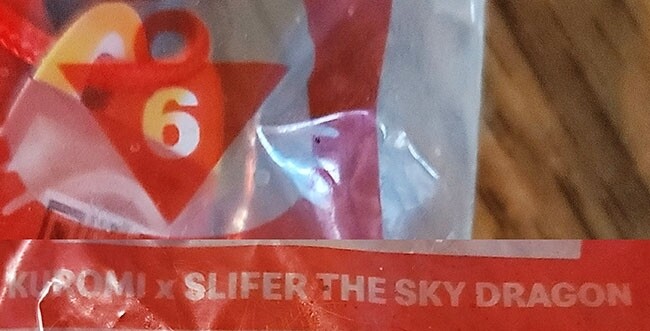 6
KUROMI x SLIFER THE SKY DRAGON